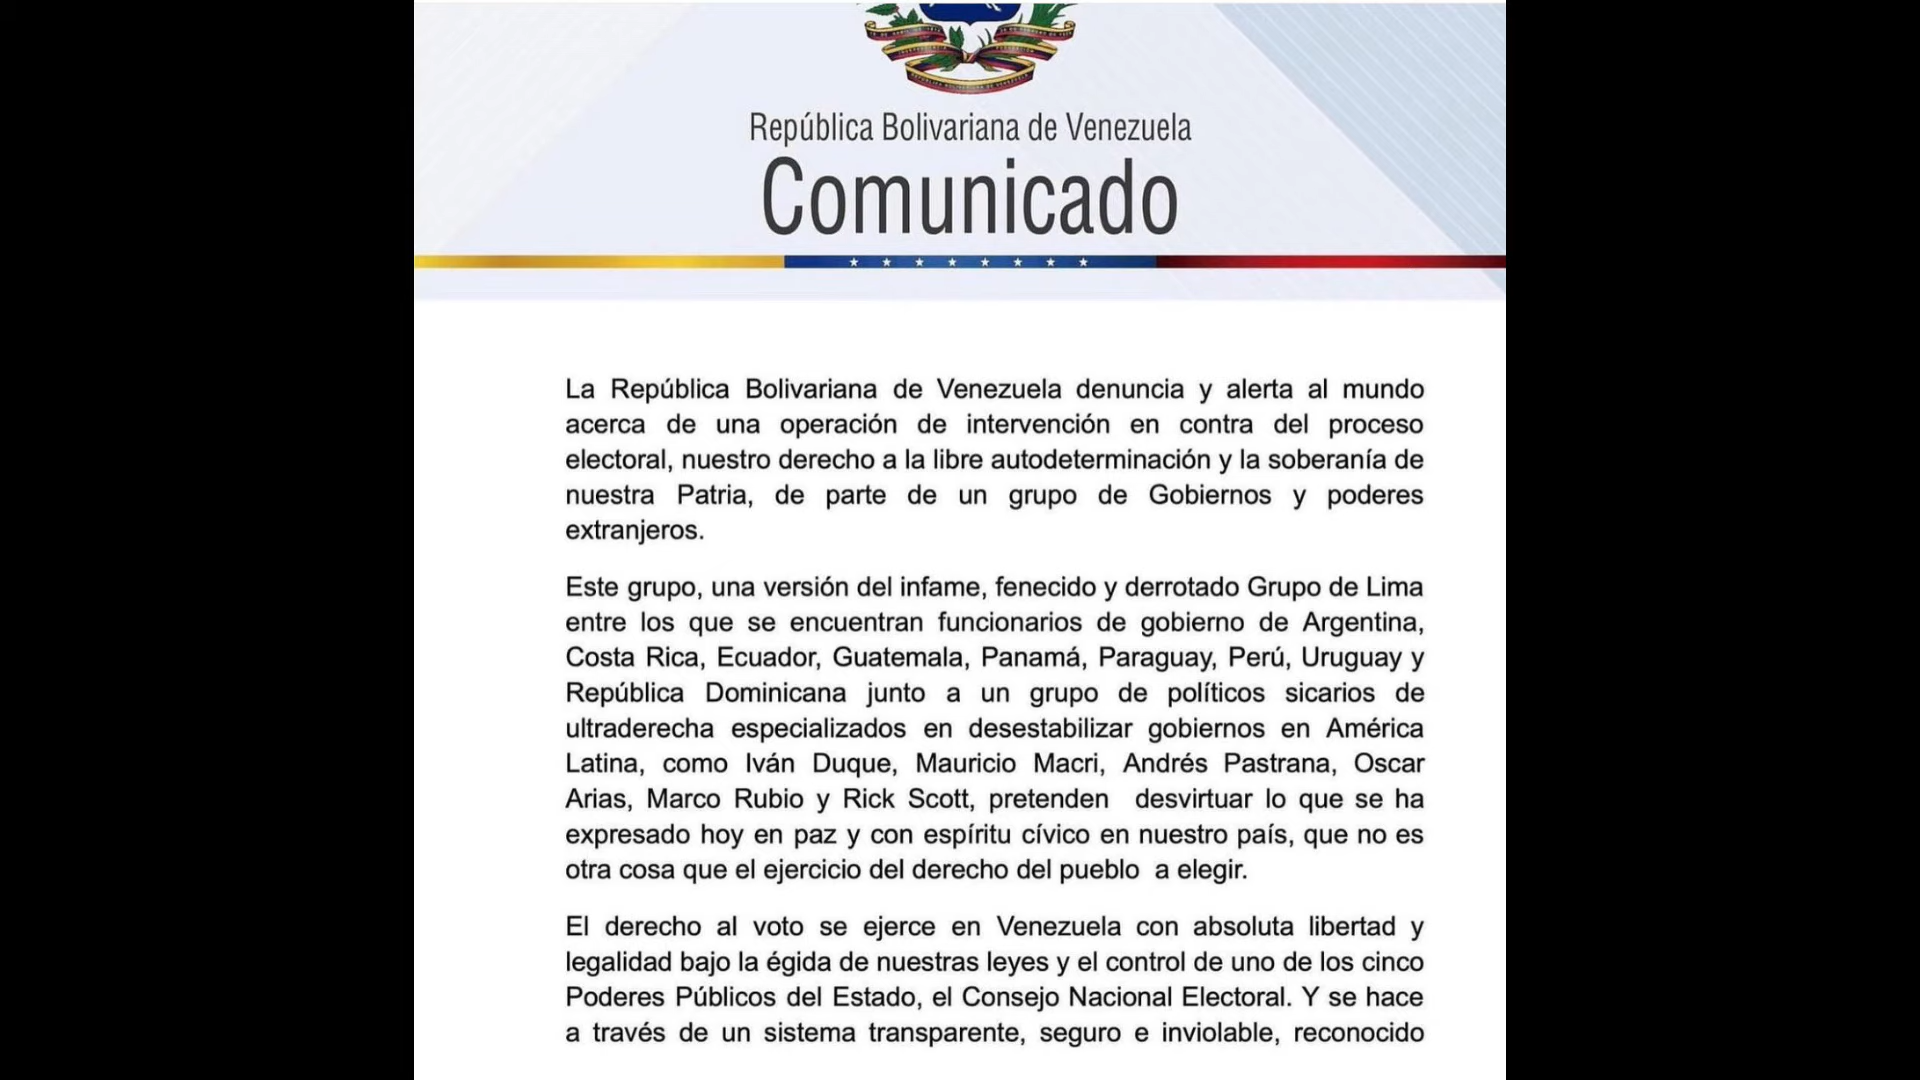 República Bolivariana de Venezuela
Comunicado
La República Bolivariana de Venezuela denuncia y alerta al mundo
acerca de una operación de intervención en contra del proceso
electoral, nuestro derecho a la libre autodeterminación y la soberanía de
nuestra Patria, de parte de un grupo de Gobiernos y poderes
extranjeros.
Este grupo, una versión del infame, fenecido y derrotado Grupo de Lima
entre los que se encuentran funcionarios de gobierno de Argentina,
Costa Rica, Ecuador, Guatemala, Panamá, Paraguay, Perú, Uruguay y
República Dominicana junto a un grupo de políticos sicarios de
ultraderecha especializados en desestabilizar gobiernos en América
Latina, como Iván Duque, Mauricio Macri, Andrés Pastrana, Oscar
Arias, Marco Rubio y Rick Scott, pretenden desvirtuar lo que se ha
expresado hoy en paz y con espíritu cívico en nuestro país, que no es
otra cosa que el ejercicio del derecho del pueblo a elegir.
El derecho al voto se ejerce en Venezuela con absoluta libertad y
legalidad bajo la égida de nuestras leyes y el control de uno de los cinco
Poderes Públicos del Estado, el Consejo Nacional Electoral. Y se hace
a través de un sistema transparente, seguro e inviolable, reconocido